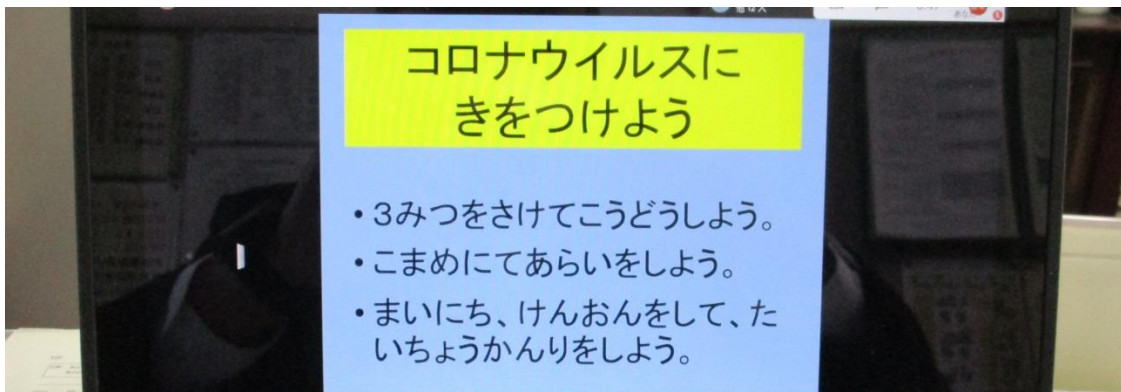 コロナウイルスに
きをつけよう
・3みつをさけてこうどうしよう。
・こまめにてあらいをしよう。
・まいにち、けんおんをして、た
いちょうかんりをしよう。